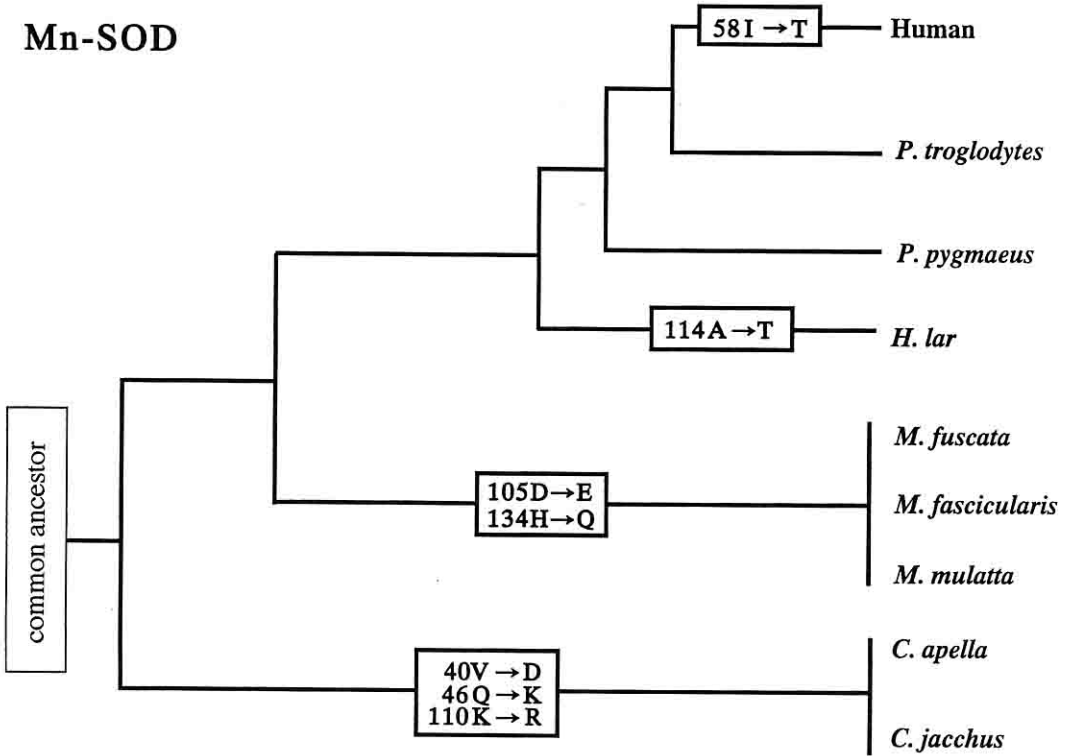 Mn-SOD
58I→T
Human
P. troglodytes
P. pygmaeus
114A→T
H. lar
common ancestor
M. fuscata
105D→E
134H→Q
M. fascicularis
M. mulatta
40V→D
46Q→K
110K→R
C. apella
C. jacchus